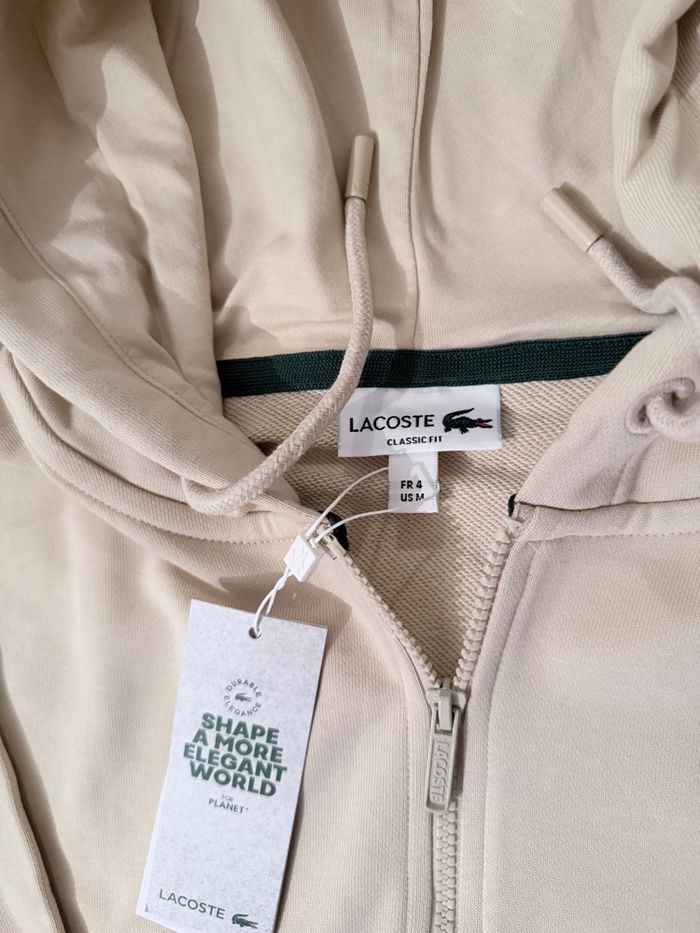 LACOSTE
CLASSIC FIT
FR 4
US M
DURABLE
ELEGANCE
SHAPE
A MORE
ELEGANT
WORLD
FOR
PLANET*
LACOSTE
LACOSTE